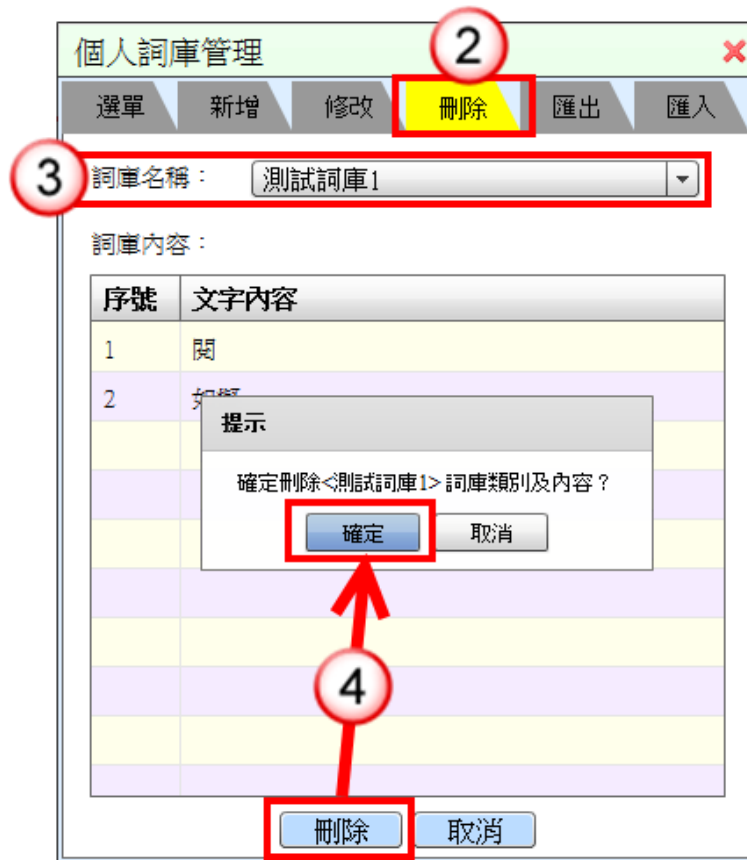 個人詞庫管理
2
選單 新增 修改 刪除 匯出 匯入
3
詞庫名稱： 測試詞庫1
詞庫內容：
序號 文字內容
1 閱
2 如
提示
確定刪除<測試詞庫1>詞庫類別及內容？
確定 取消
4
刪除 取消